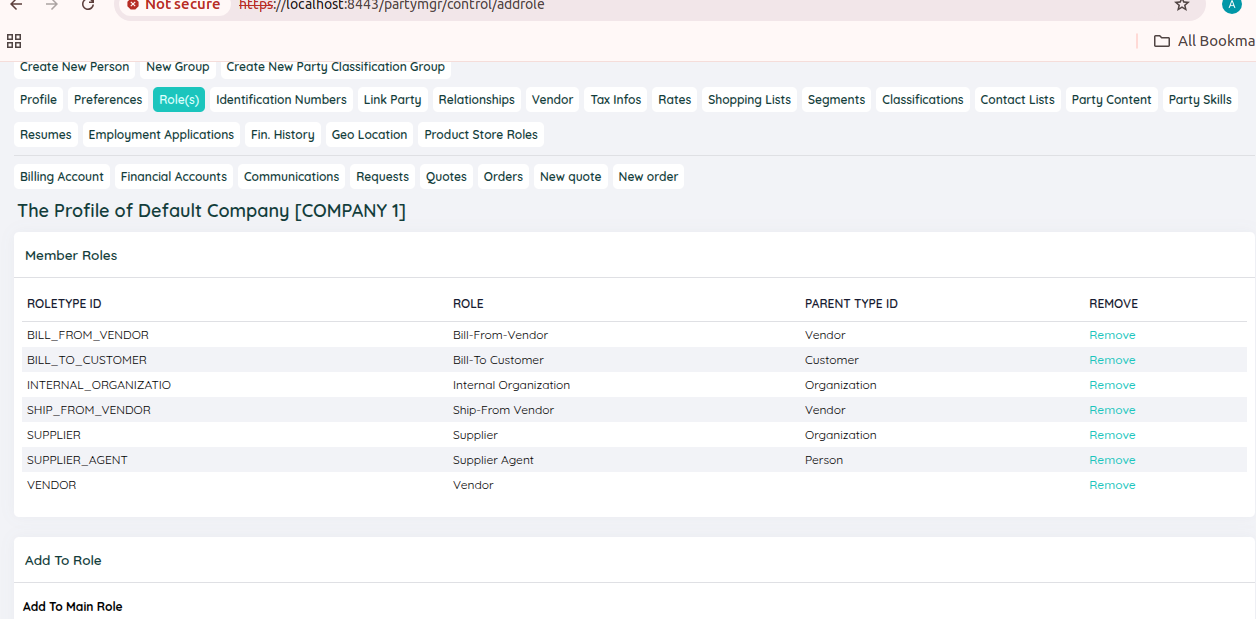 Not secure https://localhost:8443/partymgr/control/addrole A
All Bookma
Create New Person New Group Create New Party Classification Group
Profile Preferences Role(s) Identification Numbers Link Party Relationships Vendor Tax Infos Rates Shopping Lists Segments Classifications Contact Lists Party Content Party Skills
Resumes Employment Applications Fin. History Geo Location Product Store Roles
Billing Account Financial Accounts Communications Requests Quotes Orders New quote New order
The Profile of Default Company [COMPANY 1]
Member Roles
ROLETYPE ID ROLE PARENT TYPE ID REMOVE
BILL_FROM_VENDOR Bill-From-Vendor Vendor Remove
BILL_TO_CUSTOMER Bill-To Customer Customer Remove
INTERNAL_ORGANIZATIO Internal Organization Organization Remove
SHIP_FROM_VENDOR Ship-From Vendor Vendor Remove
SUPPLIER Supplier Organization Remove
SUPPLIER_AGENT Supplier Agent Person Remove
VENDOR Vendor Remove
Add To Role
Add To Main Role